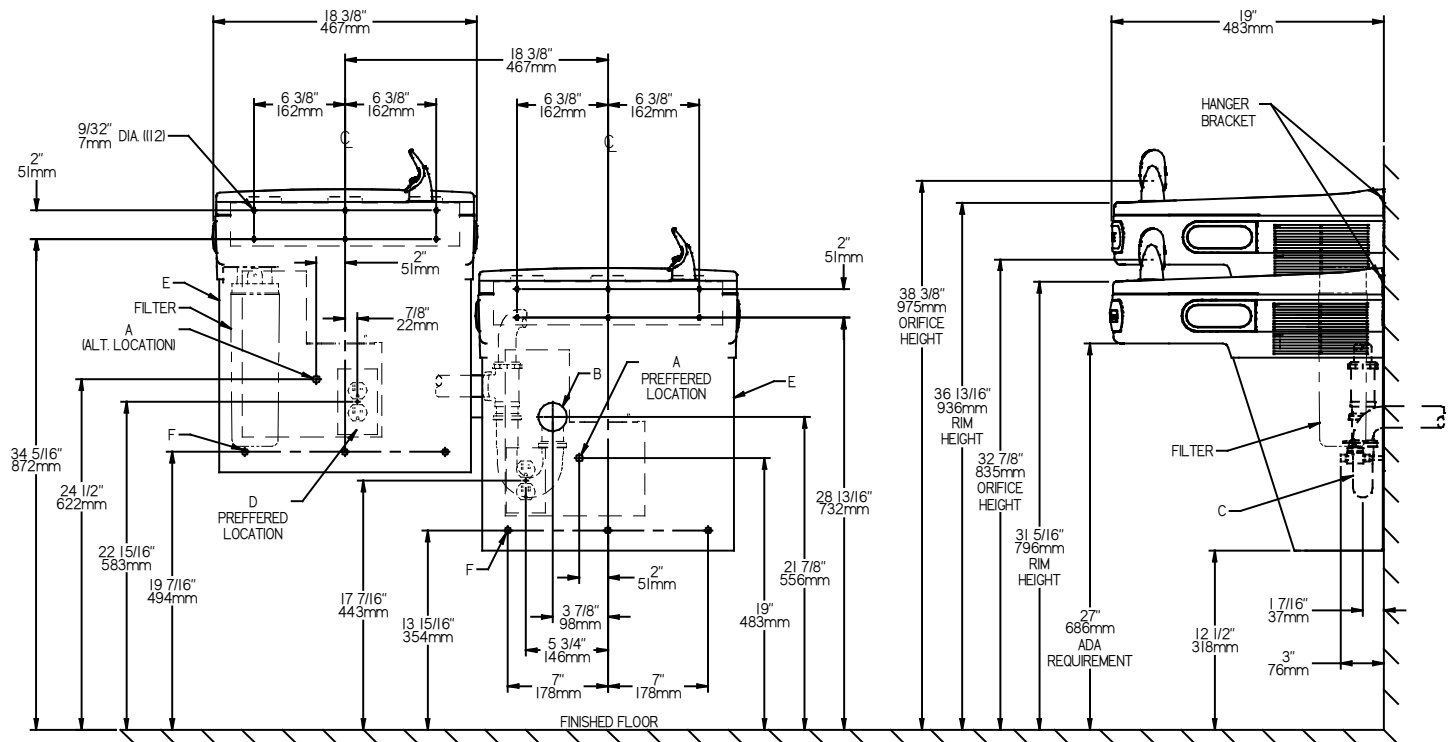 18 3/8"
467mm
18 3/8"
467mm
6 3/8"
162mm
6 3/8"
162mm
6 3/8"
162mm
6 3/8"
162mm
9/32"
7mm
DIA. (112)
2"
51mm
E
FILTER
A
(ALT. LOCATION)
2"
51mm
7/8"
22mm
F
D
PREFFERED
LOCATION
34 5/16"
872mm
24 1/2"
622mm
22 15/16"
583mm
19 7/16"
494mm
2"
51mm
A
PREFFERED
LOCATION
B
E
F
17 7/16"
443mm
13 15/16"
354mm
2"
51mm
3 7/8"
98mm
5 3/4"
146mm
7"
178mm
7"
178mm
19"
483mm
21 7/8"
556mm
28 13/16"
732mm
FINISHED FLOOR
19"
483mm
HANGER
BRACKET
38 3/8"
975mm
ORIFICE
HEIGHT
36 13/16"
936mm
RIM
HEIGHT
32 7/8"
835mm
ORIFICE
HEIGHT
31 5/16"
796mm
RIM
HEIGHT
27"
686mm
ADA
REQUIREMENT
FILTER
C
12 1/2"
318mm
1 7/16"
37mm
3"
76mm